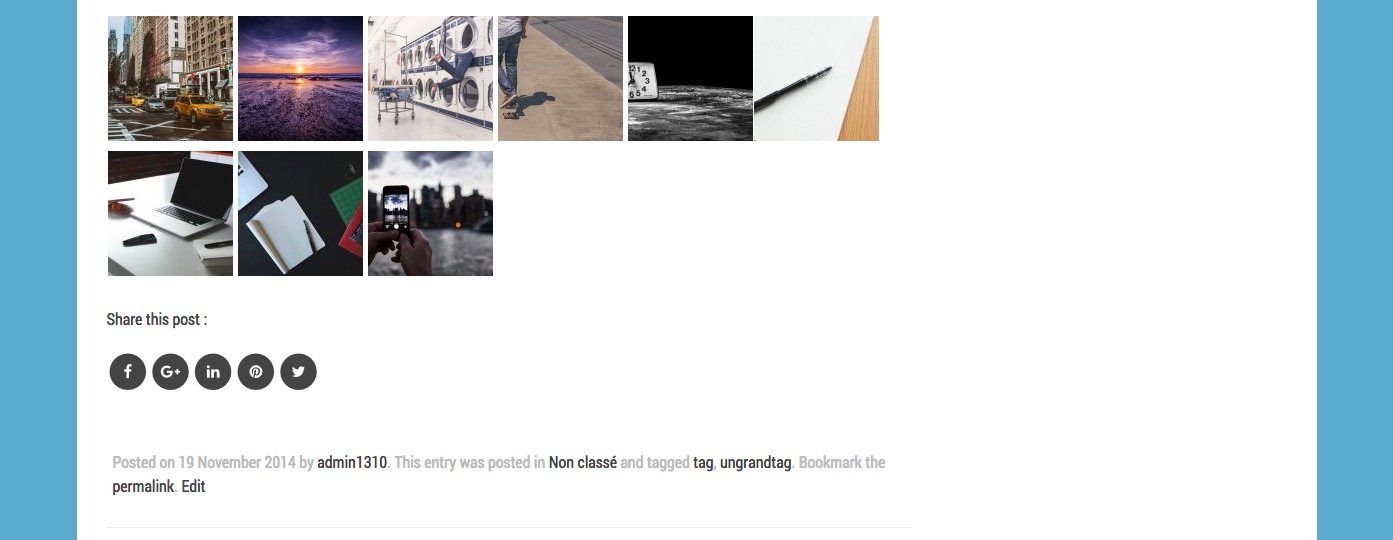 Share this post :
f G+ in
Posted on 19 November 2014 by admin1310. This entry was posted in Non classé and tagged tag, ungrandtag. Bookmark the
permalink. Edit